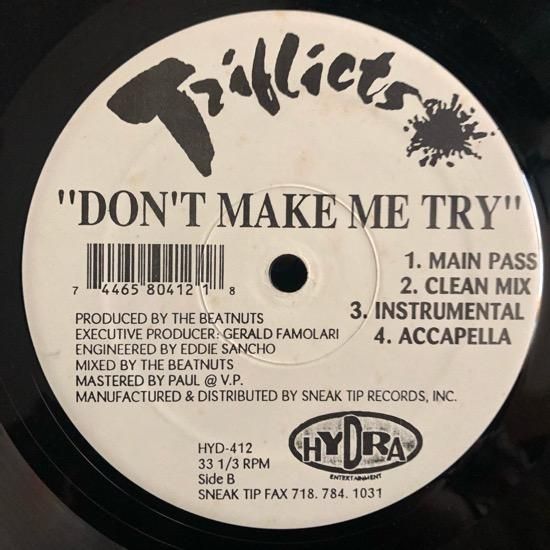 Triflicts
"DON'T MAKE ME TRY"
1. MAIN PASS
2. CLEAN MIX
3. INSTRUMENTAL
4. ACCAPELLA
7 44658 80412 1 8
PRODUCED BY THE BEATNUTS
EXECUTIVE PRODUCER: GERALD FAMOLARI
ENGINEERED BY EDDIE SANCHO
MIXED BY THE BEATNUTS
MASTERED BY PAUL @ V.P.
MANUFACTURED & DISTRIBUTED BY SNEAK TIP RECORDS, INC.
HYD-412
33 1/3 RPM
Side B
SNEAK TIP FAX 718. 784. 1031
HYDRA
ENTERTAINMENT